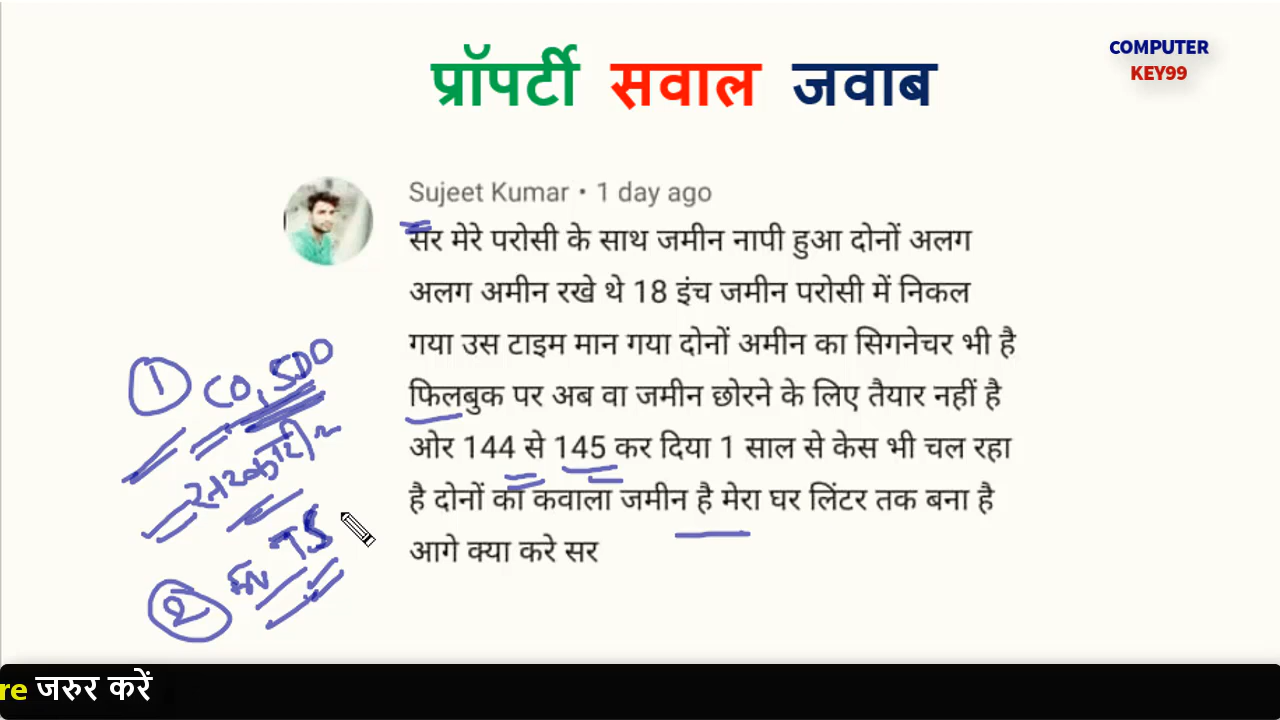 COMPUTER
KEY99
प्रॉपर्टी सवाल जवाब
Sujeet Kumar • 1 day ago
सर मेरे परोसी के साथ जमीन नापी हुआ दोनों अलग
अलग अमीन रखे थे 18 इंच जमीन परोसी में निकल
गया उस टाइम मान गया दोनों अमीन का सिगनेचर भी है
फिलबुक पर अब वा जमीन छोरने के लिए तैयार नहीं है
ओर 144 से 145 कर दिया 1 साल से केस भी चल रहा
है दोनों का कवाला जमीन है मेरा घर लिंटर तक बना है
आगे क्या करे सर
1 CO, SDO
2 TS
re जरुर करें